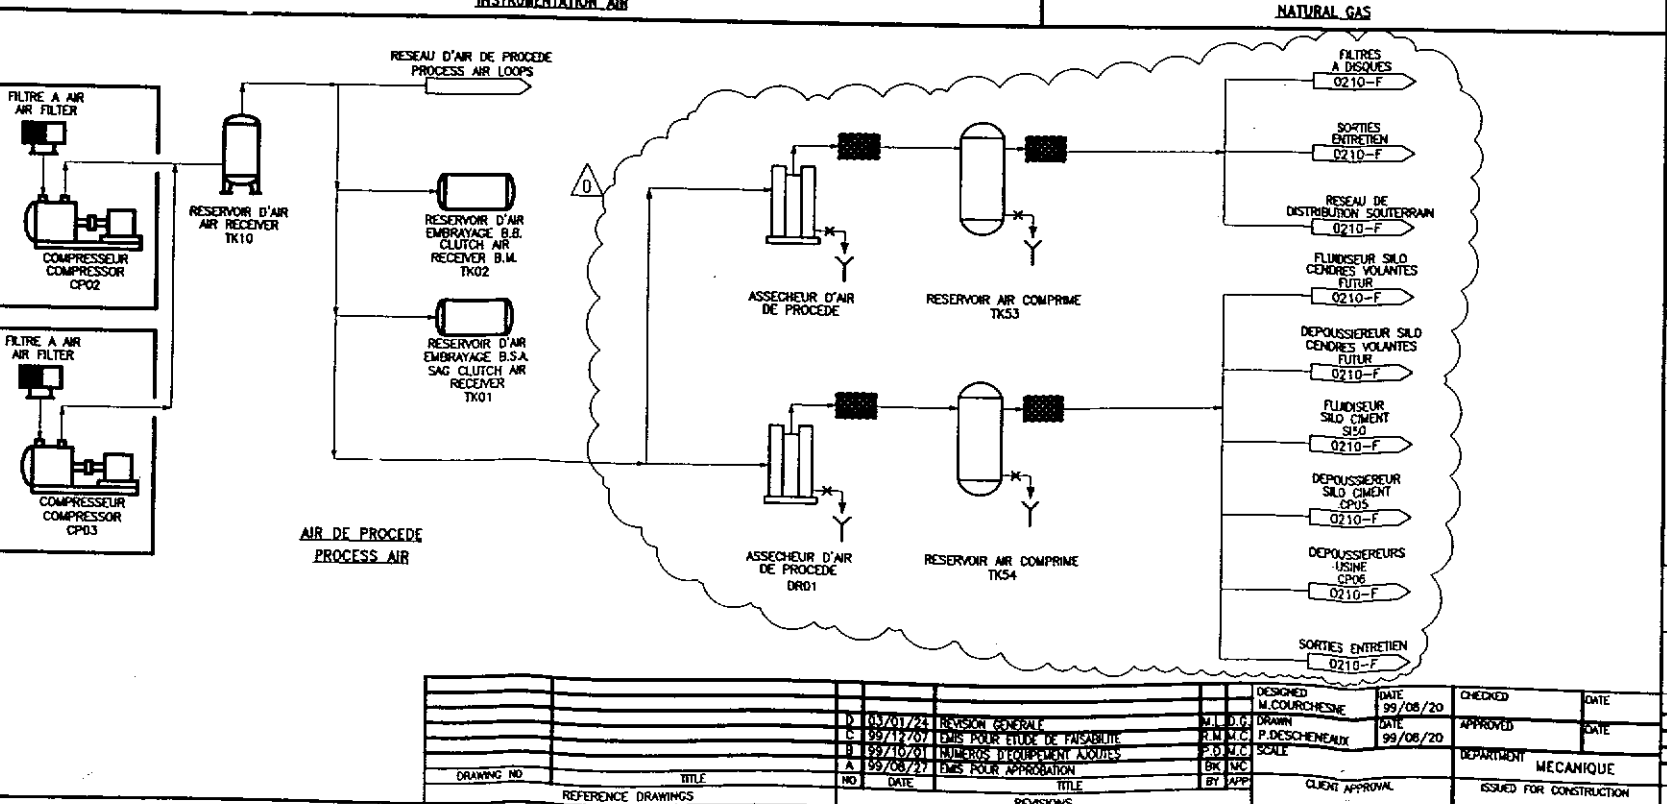 INSTRUMENTATION AIR
NATURAL GAS
RESEAU D'AIR DE PROCEDE
PROCESS AIR LOOPS
FILTRE A AIR
AIR FILTER
COMPRESSEUR
COMPRESSOR
CP02
RESERVOIR D'AIR
AIR RECEIVER
TK10
RESERVOIR D'AIR
EMBRAYAGE B.B.
CLUTCH AIR
RECEIVER B.M.
TK02
FILTRE A AIR
AIR FILTER
COMPRESSEUR
COMPRESSOR
CP03
RESERVOIR D'AIR
EMBRAYAGE B.S.A.
SAG CLUTCH AIR
RECEIVER
TK01
AIR DE PROCEDE
PROCESS AIR
ASSECHEUR D'AIR
DE PROCEDE
RESERVOIR AIR COMPRIME
TK53
ASSECHEUR D'AIR
DE PROCEDE
DR01
RESERVOIR AIR COMPRIME
TK54
FILTRES
A DISQUES
0210-F
SORTIES
ENTRETIEN
0210-F
RESEAU DE
DISTRIBUTION SOUTERRAIN
0210-F
FLUIDISEUR SILO
CENDRES VOLANTES
FUTUR
0210-F
DEPOUSSIEREUR SILO
CENDRES VOLANTES
FUTUR
0210-F
FLUIDISEUR
SILO CIMENT
SI50
0210-F
DEPOUSSIEREUR
SILO CIMENT
CP05
0210-F
DEPOUSSIEREURS
USINE
CP06
0210-F
SORTIES ENTRETIEN
0210-F
D 03/01/24 REVISION GENERALE M.L. D.G.
C 99/12/07 EMIS POUR ETUDE DE FAISABILITE R.M. M.C.
B 99/10/01 NUMEROS D'EQUIPEMENT AJOUTES P.D. M.C.
A 99/08/27 EMIS POUR APPROBATION BK MC
NO DATE TITLE BY APP
REVISIONS
DRAWING NO TITLE
REFERENCE DRAWINGS
DESIGNED DATE CHECKED DATE
M.COURCHESNE 99/08/20
DRAWN DATE APPROVED DATE
P.DESCHENEAUX 99/08/20
SCALE DEPARTMENT
MECANIQUE
CLIENT APPROVAL ISSUED FOR CONSTRUCTION